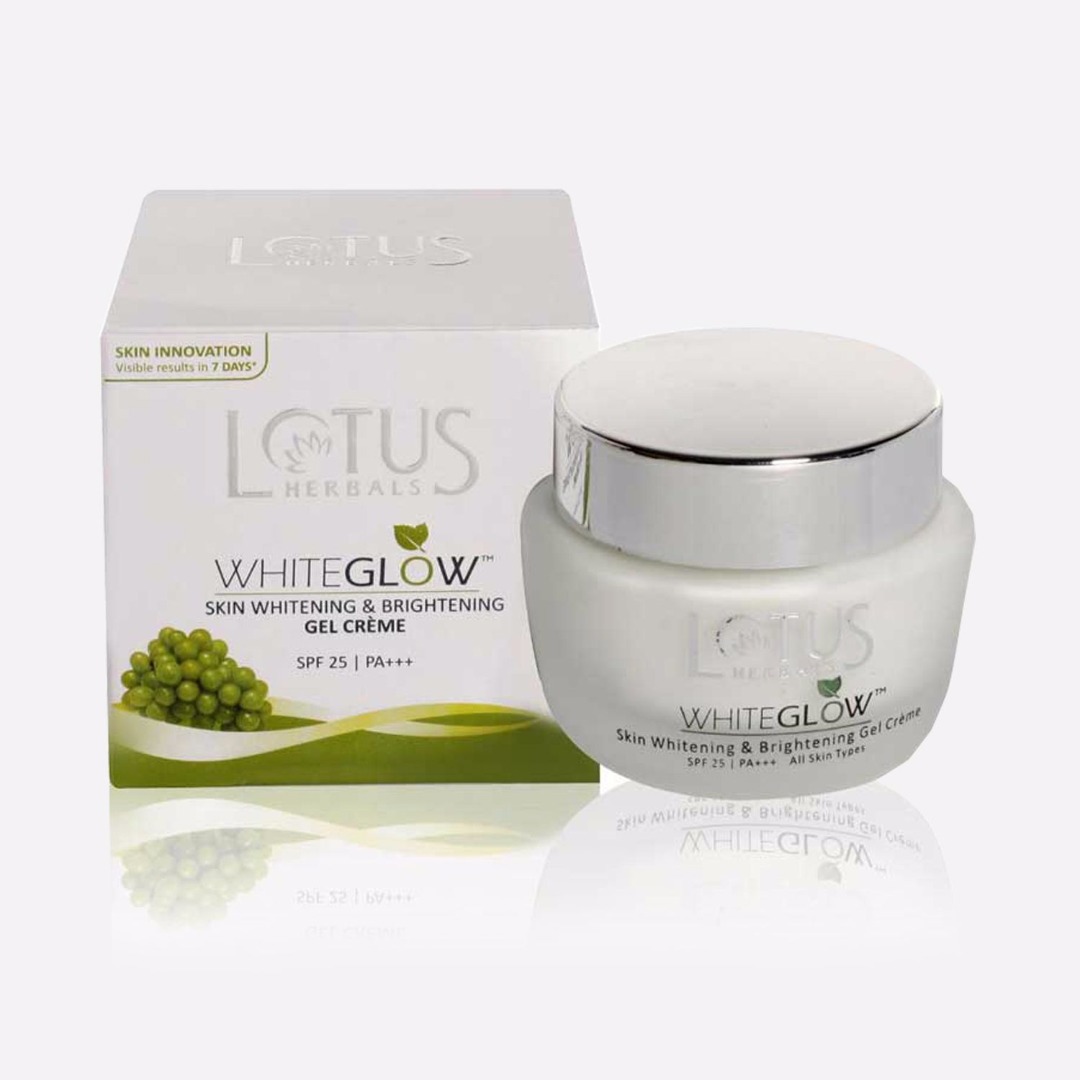 LOTUS
HERBALS
SKIN INNOVATION
Visible results in 7 DAYS*
LOTUS
HERBALS
WHITEGLOW™
SKIN WHITENING & BRIGHTENING
GEL CRÈME
SPF 25 | PA+++
LOTUS
HERBALS
WHITEGLOW™
Skin Whitening & Brightening Gel Crème
SPF 25 | PA+++ All Skin Types